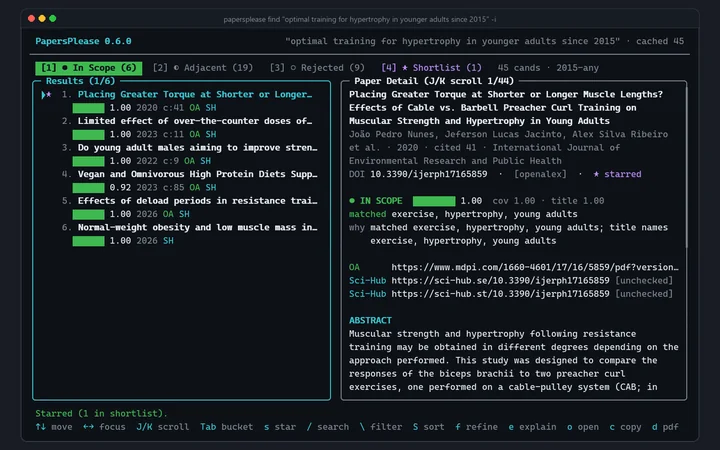 papersplease find "optimal training for hypertrophy in younger adults since 2015" -i
PapersPlease 0.6.0
"optimal training for hypertrophy in younger adults since 2015" · cached 45
[1] ● In Scope (6) [2] ◐ Adjacent (19) [3] ○ Rejected (9) [4] ★ Shortlist (1) 45 cands · 2015-any
Results (1/6)
▶★ 1. Placing Greater Torque at Shorter or Longer…
1.00 2020 c:41 OA SH
2. Limited effect of over-the-counter doses of…
1.00 2023 c:11 OA SH
3. Do young adult males aiming to improve stren…
1.00 2022 c:9 OA SH
4. Vegan and Omnivorous High Protein Diets Supp…
0.92 2023 c:85 OA SH
5. Effects of deload periods in resistance trai…
1.00 2026 OA SH
6. Normal-weight obesity and low muscle mass in…
1.00 2026 SH
Paper Detail (J/K scroll 1/44)
Placing Greater Torque at Shorter or Longer Muscle Lengths?
Effects of Cable vs. Barbell Preacher Curl Training on
Muscular Strength and Hypertrophy in Young Adults
João Pedro Nunes, Jeferson Lucas Jacinto, Alex Silva Ribeiro
et al. · 2020 · cited 41 · International Journal of
Environmental Research and Public Health
DOI 10.3390/ijerph17165859 · [openalex] · ★ starred
● IN SCOPE 1.00 cov 1.00 · title 1.00
matched exercise, hypertrophy, young adults
why matched exercise, hypertrophy, young adults; title names
exercise, hypertrophy, young adults
OA https://www.mdpi.com/1660-4601/17/16/5859/pdf?version…
Sci-Hub https://sci-hub.se/10.3390/ijerph17165859 [unchecked]
Sci-Hub https://sci-hub.st/10.3390/ijerph17165859 [unchecked]
ABSTRACT
Muscular strength and hypertrophy following resistance
training may be obtained in different degrees depending on the
approach performed. This study was designed to compare the
responses of the biceps brachii to two preacher curl
exercises, one performed on a cable-pulley system (CAB; in
Starred (1 in shortlist).
↑↓ move ↔ focus J/K scroll Tab bucket s star / search \ filter S sort f refine e explain o open c copy d pdf